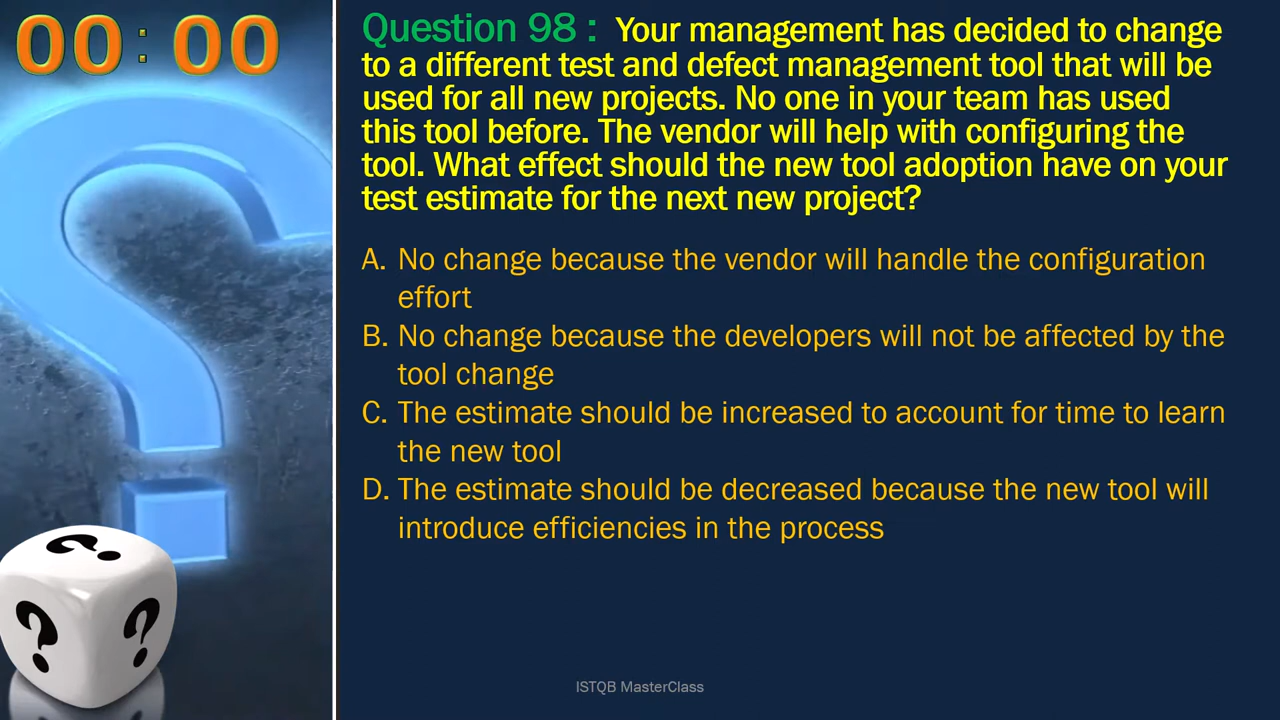 00:00
Question 98 : Your management has decided to change
to a different test and defect management tool that will be
used for all new projects. No one in your team has used
this tool before. The vendor will help with configuring the
tool. What effect should the new tool adoption have on your
test estimate for the next new project?
A. No change because the vendor will handle the configuration
effort
B. No change because the developers will not be affected by the
tool change
C. The estimate should be increased to account for time to learn
the new tool
D. The estimate should be decreased because the new tool will
introduce efficiencies in the process
? ? ?
ISTQB MasterClass